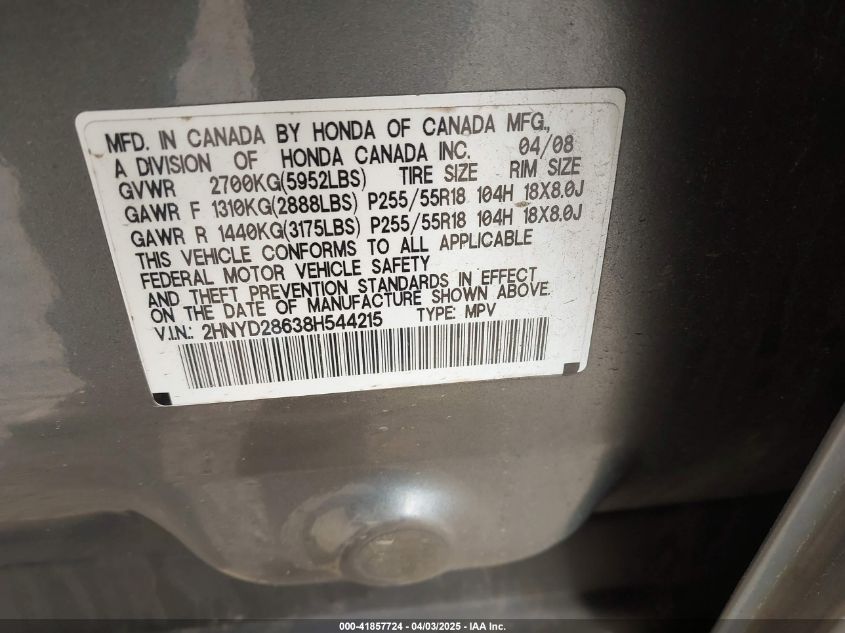 MFD. IN CANADA BY HONDA OF CANADA MFG.,
A DIVISION OF HONDA CANADA INC. 04/08
GVWR 2700KG(5952LBS) TIRE SIZE RIM SIZE
GAWR F 1310KG(2888LBS) P255/55R18 104H 18X8.0J
GAWR R 1440KG(3175LBS) P255/55R18 104H 18X8.0J
THIS VEHICLE CONFORMS TO ALL APPLICABLE
FEDERAL MOTOR VEHICLE SAFETY
AND THEFT PREVENTION STANDARDS IN EFFECT
ON THE DATE OF MANUFACTURE SHOWN ABOVE.
V.I.N.: 2HNYD28638H544215 TYPE: MPV
000-41857724 - 04/03/2025 - IAA Inc.